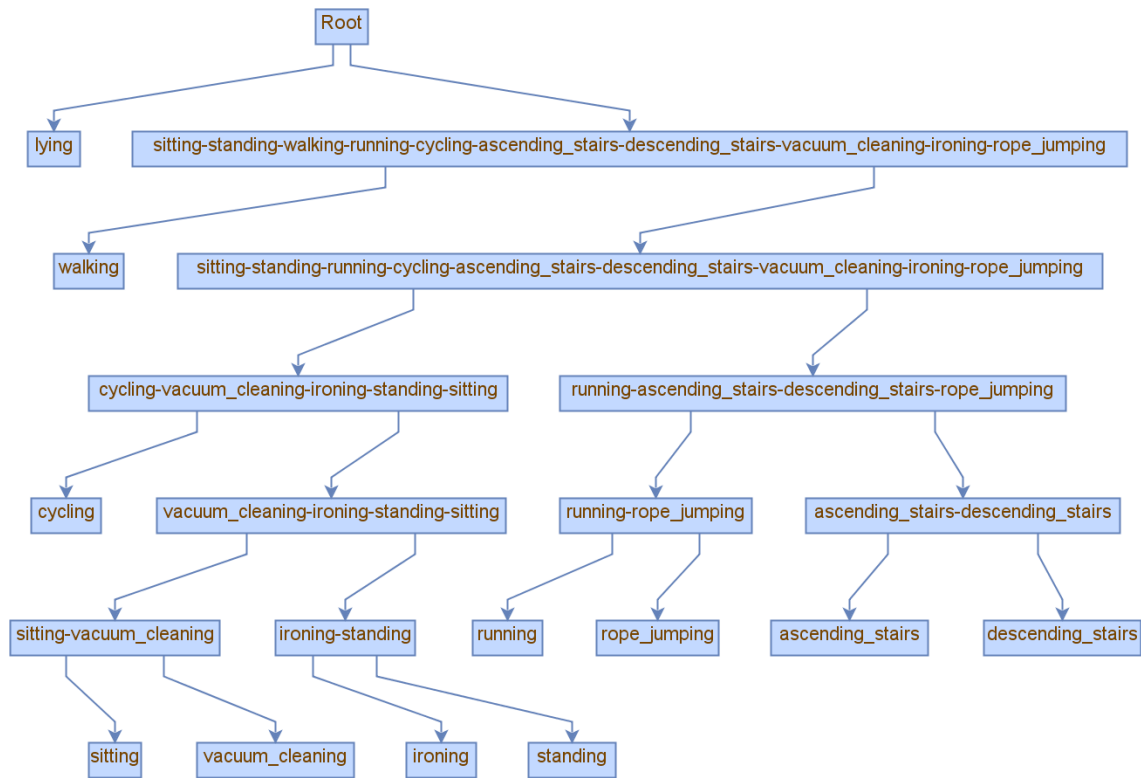 Root
lying
sitting-standing-walking-running-cycling-ascending_stairs-descending_stairs-vacuum_cleaning-ironing-rope_jumping
walking
sitting-standing-running-cycling-ascending_stairs-descending_stairs-vacuum_cleaning-ironing-rope_jumping
cycling-vacuum_cleaning-ironing-standing-sitting
running-ascending_stairs-descending_stairs-rope_jumping
cycling
vacuum_cleaning-ironing-standing-sitting
running-rope_jumping
ascending_stairs-descending_stairs
sitting-vacuum_cleaning
ironing-standing
running
rope_jumping
ascending_stairs
descending_stairs
sitting
vacuum_cleaning
ironing
standing